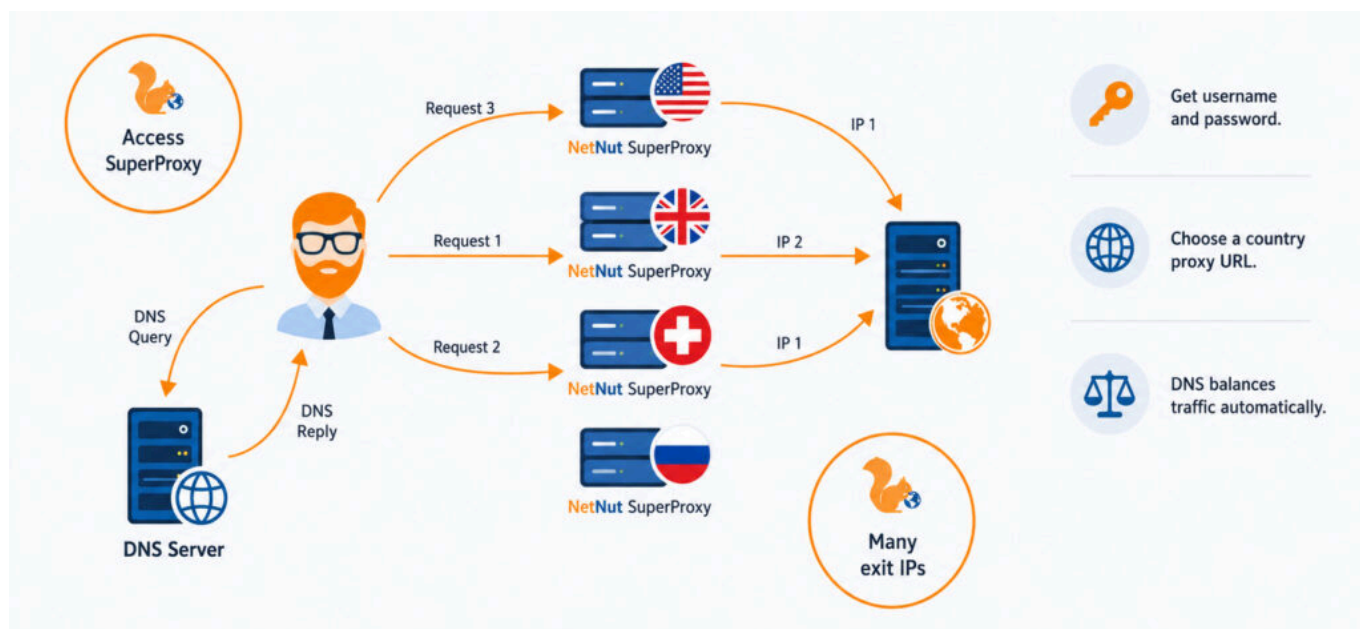 Access
SuperProxy
Request 3
NetNut SuperProxy
IP 1
Request 1
NetNut SuperProxy
IP 2
Request 2
NetNut SuperProxy
IP 1
NetNut SuperProxy
DNS
Query
DNS
Reply
DNS Server
Many
exit IPs
Get username
and password.
Choose a country
proxy URL.
DNS balances
traffic automatically.